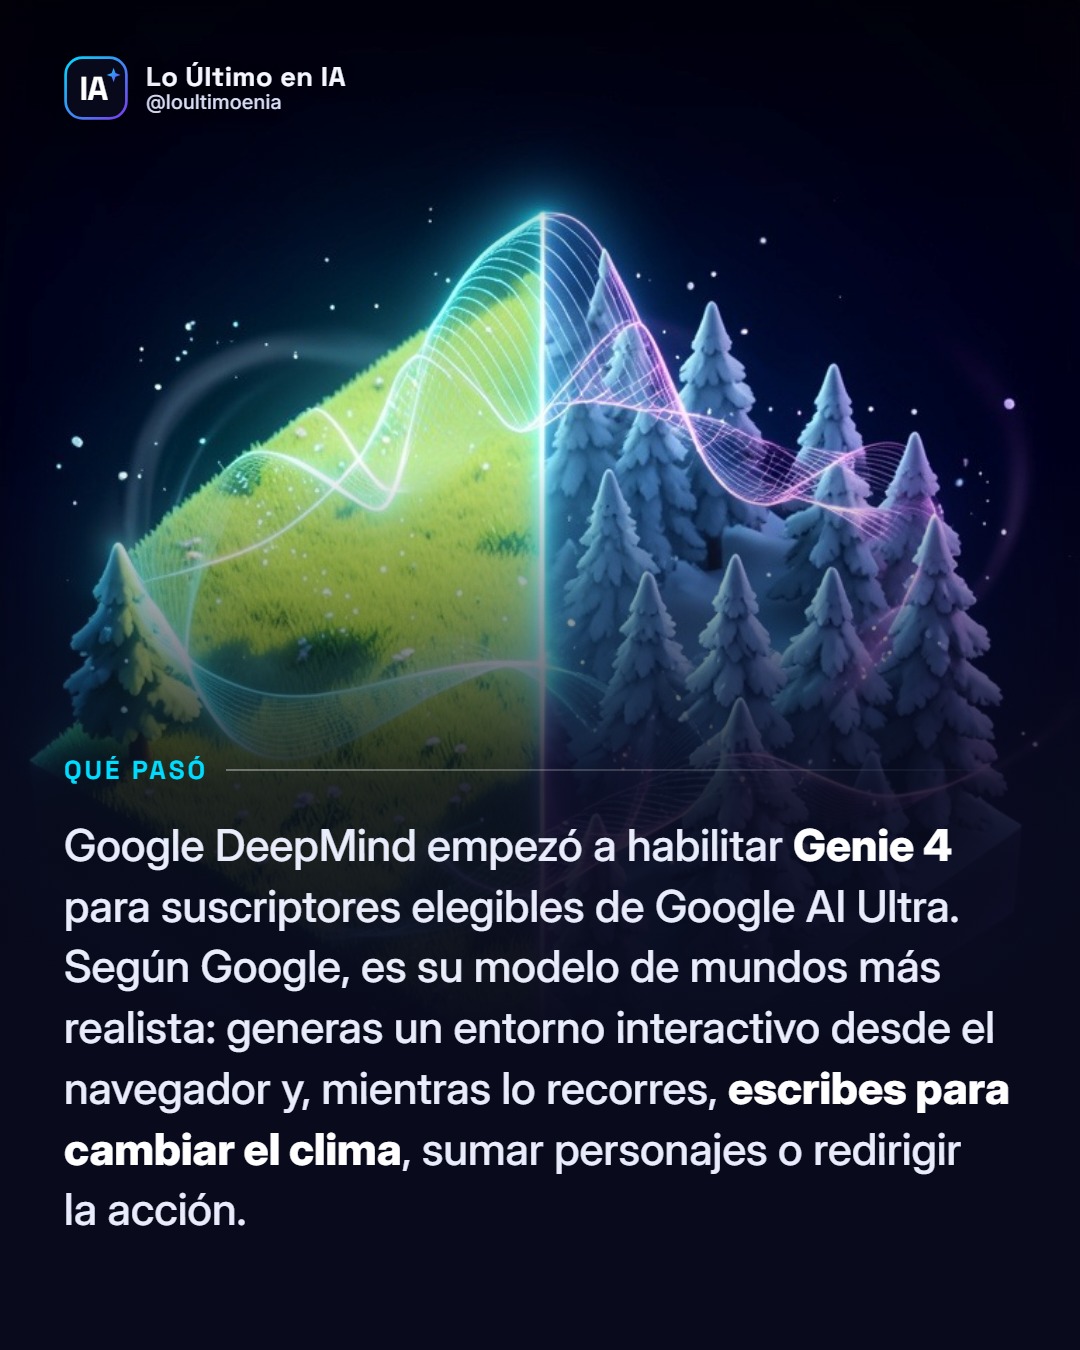 IA
Lo Último en IA
@loultimoenia
QUÉ PASÓ
Google DeepMind empezó a habilitar Genie 4
para suscriptores elegibles de Google AI Ultra.
Según Google, es su modelo de mundos más
realista: generas un entorno interactivo desde el
navegador y, mientras lo recorres, escribes para
cambiar el clima, sumar personajes o redirigir
la acción.